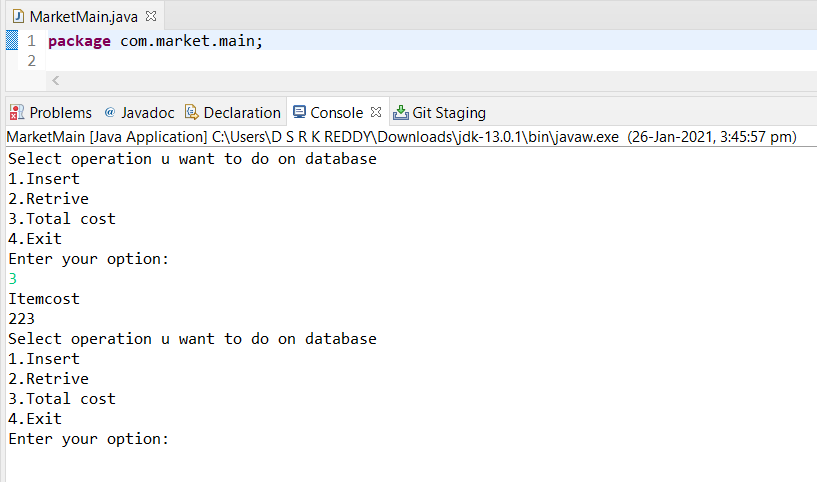 MarketMain.java
1 package com.market.main;
2
Problems @ Javadoc Declaration Console Git Staging
MarketMain [Java Application] C:\Users\D S R K REDDY\Downloads\jdk-13.0.1\bin\javaw.exe (26-Jan-2021, 3:45:57 pm)
Select operation u want to do on database
1.Insert
2.Retrive
3.Total cost
4.Exit
Enter your option:
3
Itemcost
223
Select operation u want to do on database
1.Insert
2.Retrive
3.Total cost
4.Exit
Enter your option: